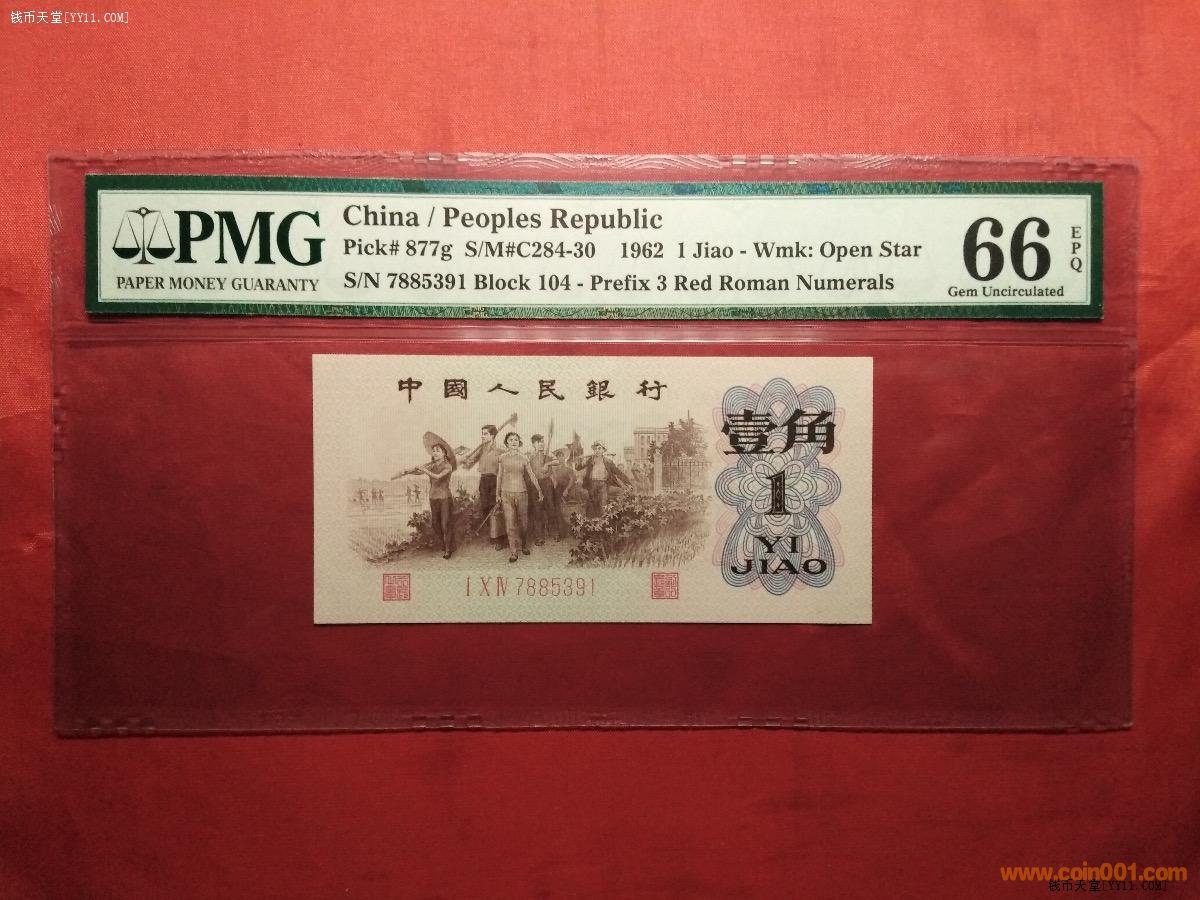 钱币天堂[YY11.COM]
PMG
PAPER MONEY GUARANTY
China / Peoples Republic
Pick# 877g S/M#C284-30 1962 1 Jiao - Wmk: Open Star
S/N 7885391 Block 104 - Prefix 3 Red Roman Numerals
66
EPQ
Gem Uncirculated
中國人民銀行
壹角
1
YI
JIAO
I X IV 7885391
www.coin001.com
钱币天堂[YY11.COM]